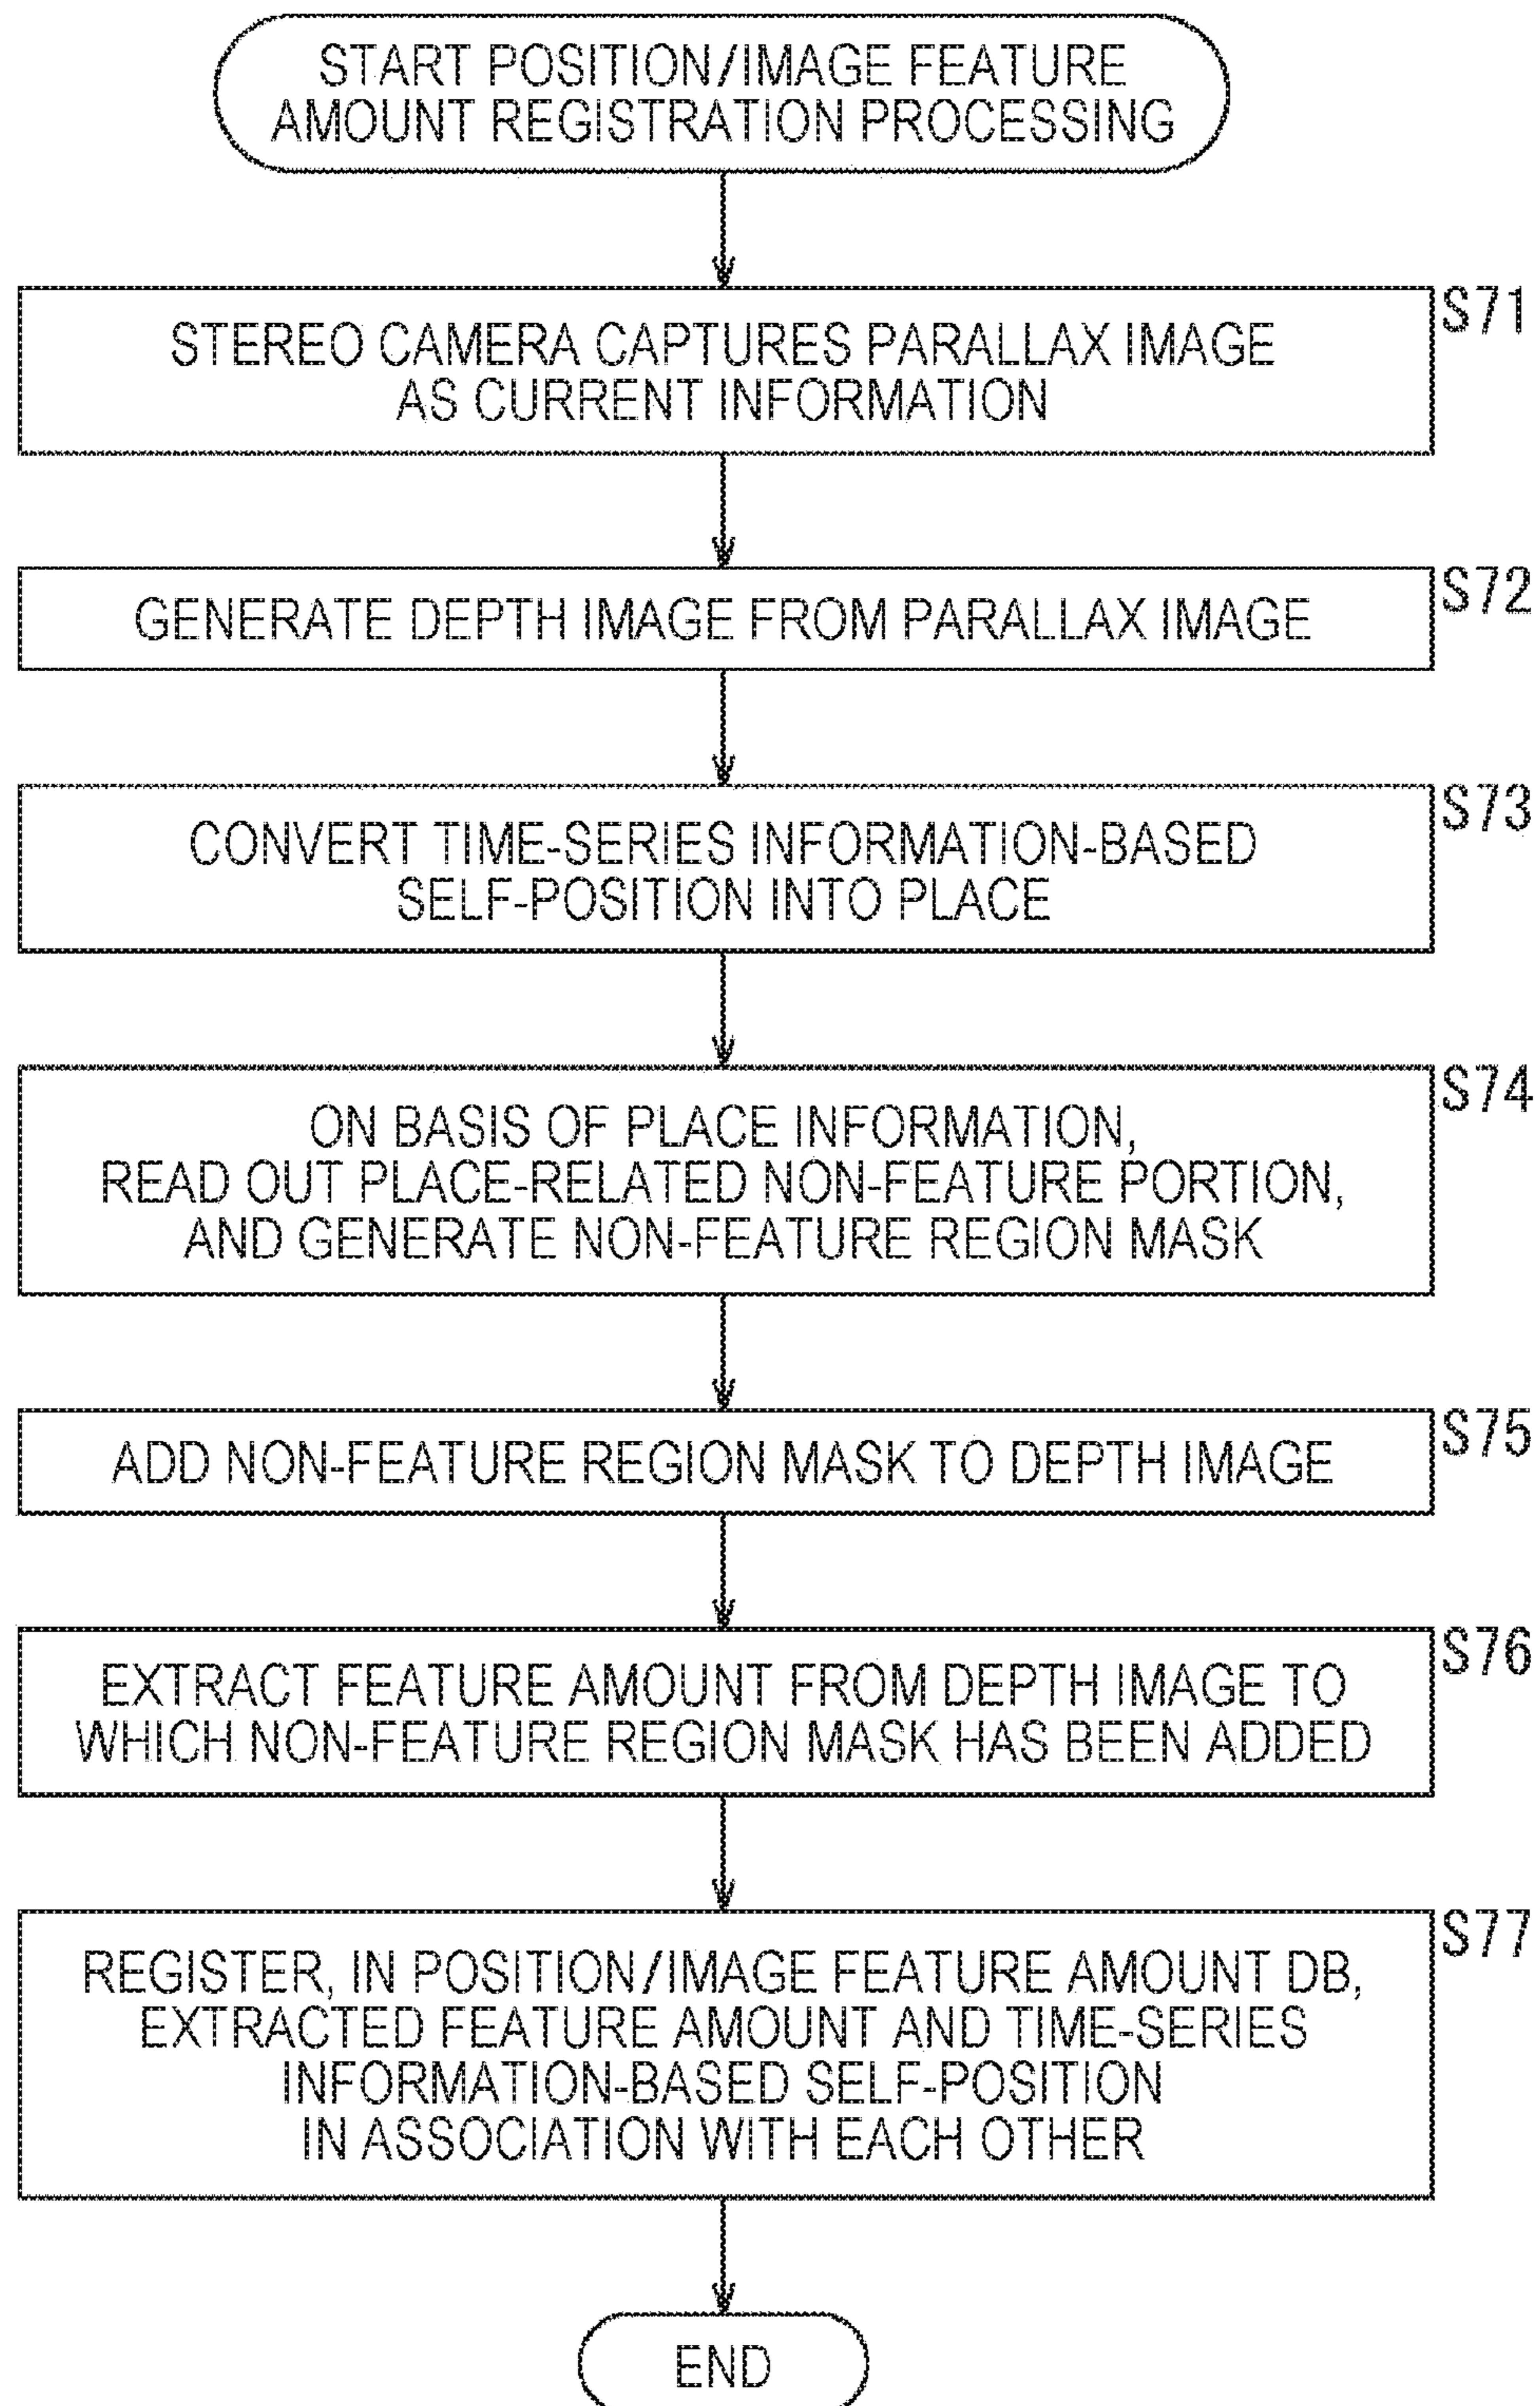 START POSITION/IMAGE FEATURE
AMOUNT REGISTRATION PROCESSING
S71
STEREO CAMERA CAPTURES PARALLAX IMAGE
AS CURRENT INFORMATION
S72
GENERATE DEPTH IMAGE FROM PARALLAX IMAGE
S73
CONVERT TIME-SERIES INFORMATION-BASED
SELF-POSITION INTO PLACE
S74
ON BASIS OF PLACE INFORMATION,
READ OUT PLACE-RELATED NON-FEATURE PORTION,
AND GENERATE NON-FEATURE REGION MASK
S75
ADD NON-FEATURE REGION MASK TO DEPTH IMAGE
S76
EXTRACT FEATURE AMOUNT FROM DEPTH IMAGE TO
WHICH NON-FEATURE REGION MASK HAS BEEN ADDED
S77
REGISTER, IN POSITION/IMAGE FEATURE AMOUNT DB,
EXTRACTED FEATURE AMOUNT AND TIME-SERIES
INFORMATION-BASED SELF-POSITION
IN ASSOCIATION WITH EACH OTHER
END